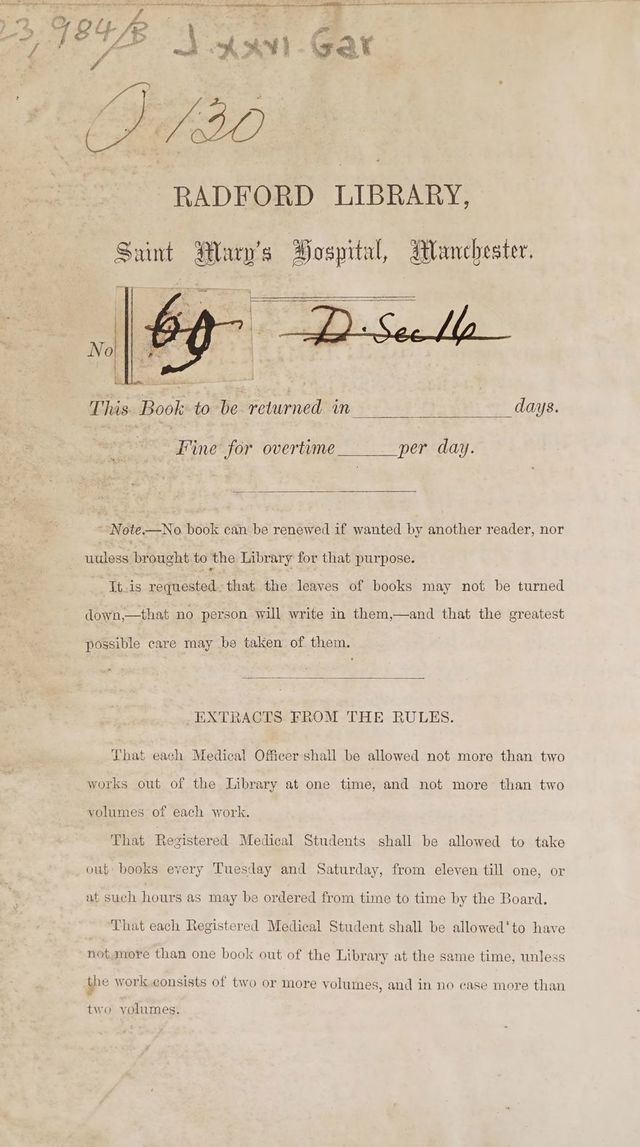 23,984/B J.xxvi.Gar
O 130
RADFORD LIBRARY,
Saint Mary's Hospital, Manchester.
No 69 D. Sec 16
This Book to be returned in ____ days.
Fine for overtime ____ per day.
Note.—No book can be renewed if wanted by another reader, nor
uuless brought to the Library for that purpose.
It is requested that the leaves of books may not be turned
down,—that no person will write in them,—and that the greatest
possible care may be taken of them.
EXTRACTS FROM THE RULES.
That each Medical Officer shall be allowed not more than two
works out of the Library at one time, and not more than two
volumes of each work.
That Registered Medical Students shall be allowed to take
out books every Tuesday and Saturday, from eleven till one, or
at such hours as may be ordered from time to time by the Board.
That each Registered Medical Student shall be allowed to have
not more than one book out of the Library at the same time, unless
the work consists of two or more volumes, and in no case more than
two volumes.